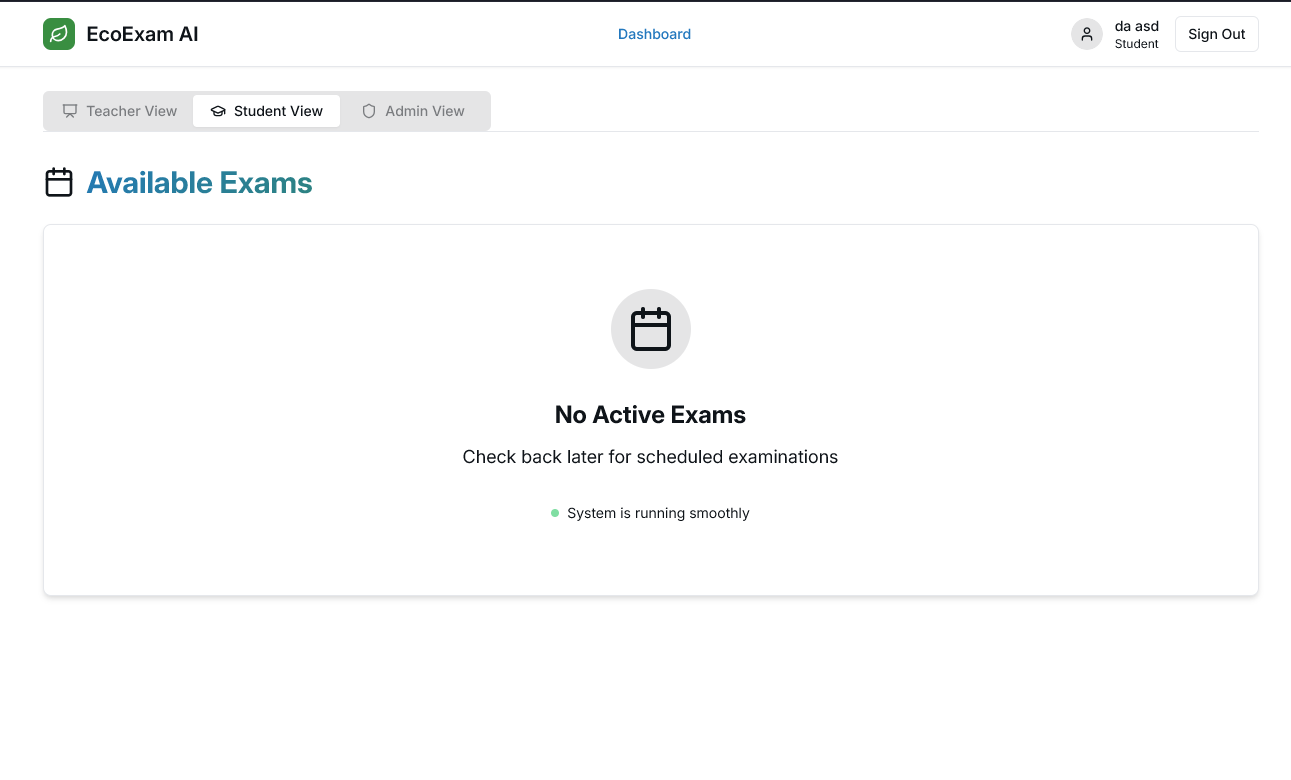 EcoExam AI
Dashboard
da asd
Student
Sign Out
Teacher View
Student View
Admin View
Available Exams
No Active Exams
Check back later for scheduled examinations
System is running smoothly